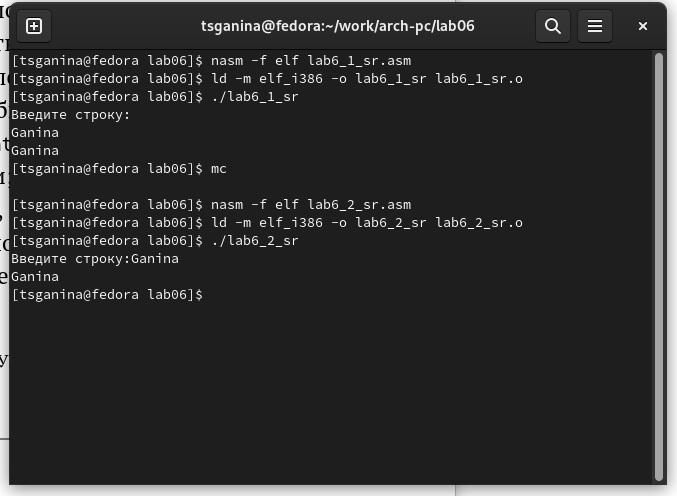 tsganina@fedora:~/work/arch-pc/lab06
[tsganina@fedora lab06]$ nasm -f elf lab6_1_sr.asm
[tsganina@fedora lab06]$ ld -m elf_i386 -o lab6_1_sr lab6_1_sr.o
[tsganina@fedora lab06]$ ./lab6_1_sr
Введите строку:
Ganina
Ganina
[tsganina@fedora lab06]$ mc
[tsganina@fedora lab06]$ nasm -f elf lab6_2_sr.asm
[tsganina@fedora lab06]$ ld -m elf_i386 -o lab6_2_sr lab6_2_sr.o
[tsganina@fedora lab06]$ ./lab6_2_sr
Введите строку:Ganina
Ganina
[tsganina@fedora lab06]$